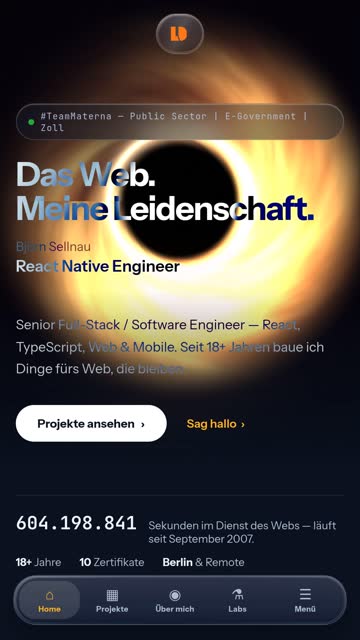 #TeamMaterna — Public Sector | E-Government |
Zoll
Das Web.
Meine Leidenschaft.
Björn Sellnau
React Native Engineer
Senior Full-Stack / Software Engineer — React,
TypeScript, Web & Mobile. Seit 18+ Jahren baue ich
Dinge fürs Web, die bleiben.
Projekte ansehen ›
Sag hallo ›
604.198.841 Sekunden im Dienst des Webs — läuft
seit September 2007.
18+ Jahre 10 Zertifikate Berlin & Remote
Home Projekte Über mich Labs Menü